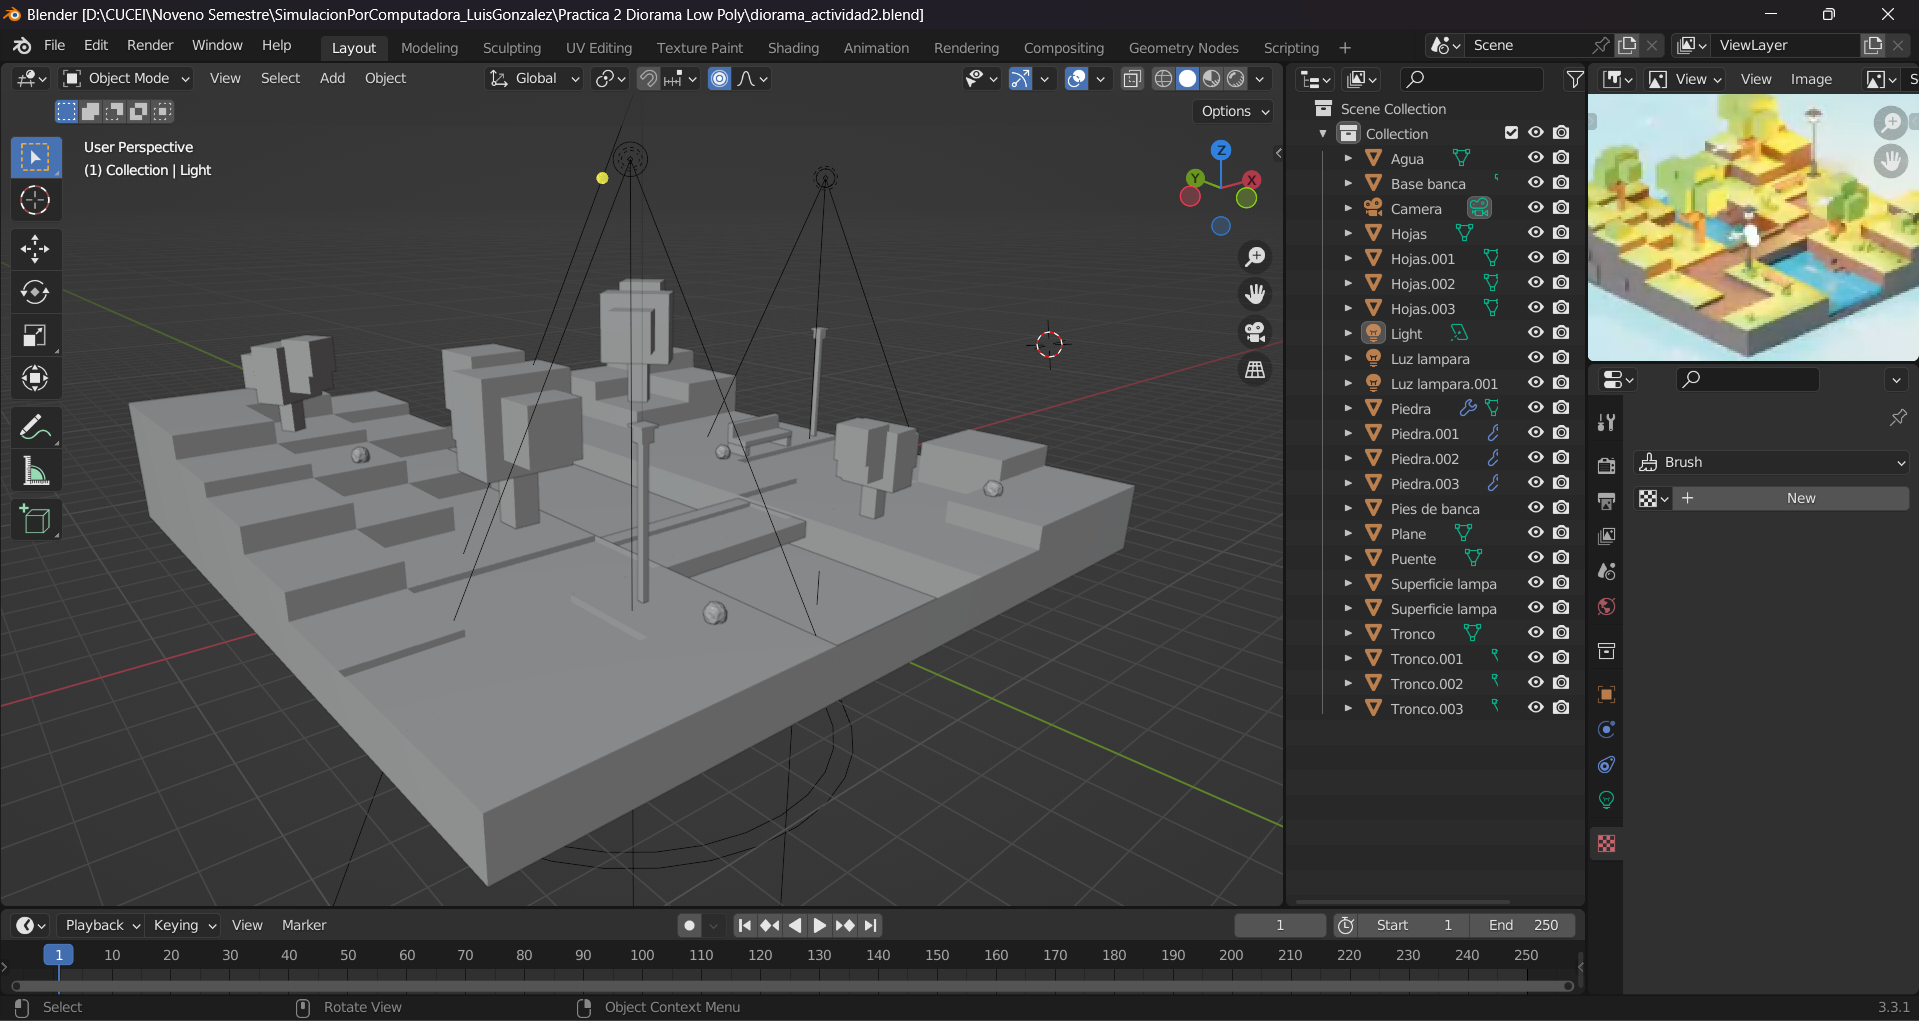 Blender [D:\CUCEI\Noveno Semestre\SimulacionPorComputadora_LuisGonzalez\Practica 2 Diorama Low Poly\diorama_actividad2.blend]
File Edit Render Window Help Layout Modeling Sculpting UV Editing Texture Paint Shading Animation Rendering Compositing Geometry Nodes Scripting + Scene ViewLayer
Object Mode View Select Add Object Global View View Image S
Options
User Perspective
(1) Collection | Light
Z
Y
X
Scene Collection
Collection
Agua
Base banca
Camera
Hojas
Hojas.001
Hojas.002
Hojas.003
Light
Luz lampara
Luz lampara.001
Piedra
Piedra.001
Piedra.002
Piedra.003
Pies de banca
Plane
Puente
Superficie lampa
Superficie lampa
Tronco
Tronco.001
Tronco.002
Tronco.003
Brush
+ New
Playback Keying View Marker 1 Start 1 End 250
1 10 20 30 40 50 60 70 80 90 100 110 120 130 140 150 160 170 180 190 200 210 220 230 240 250
Select Rotate View Object Context Menu 3.3.1